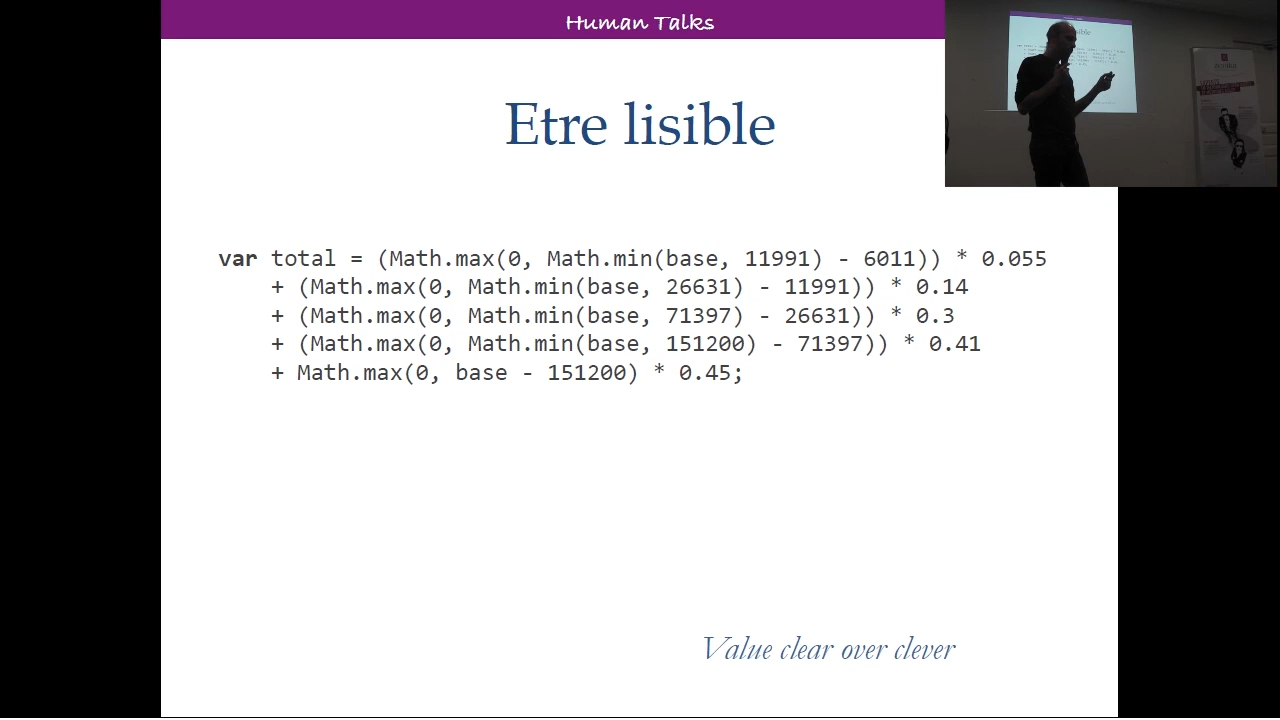 Human Talks
Etre lisible
var total = (Math.max(0, Math.min(base, 11991) - 6011)) * 0.055
+ (Math.max(0, Math.min(base, 26631) - 11991)) * 0.14
+ (Math.max(0, Math.min(base, 71397) - 26631)) * 0.3
+ (Math.max(0, Math.min(base, 151200) - 71397)) * 0.41
+ Math.max(0, base - 151200) * 0.45;
Value clear over clever